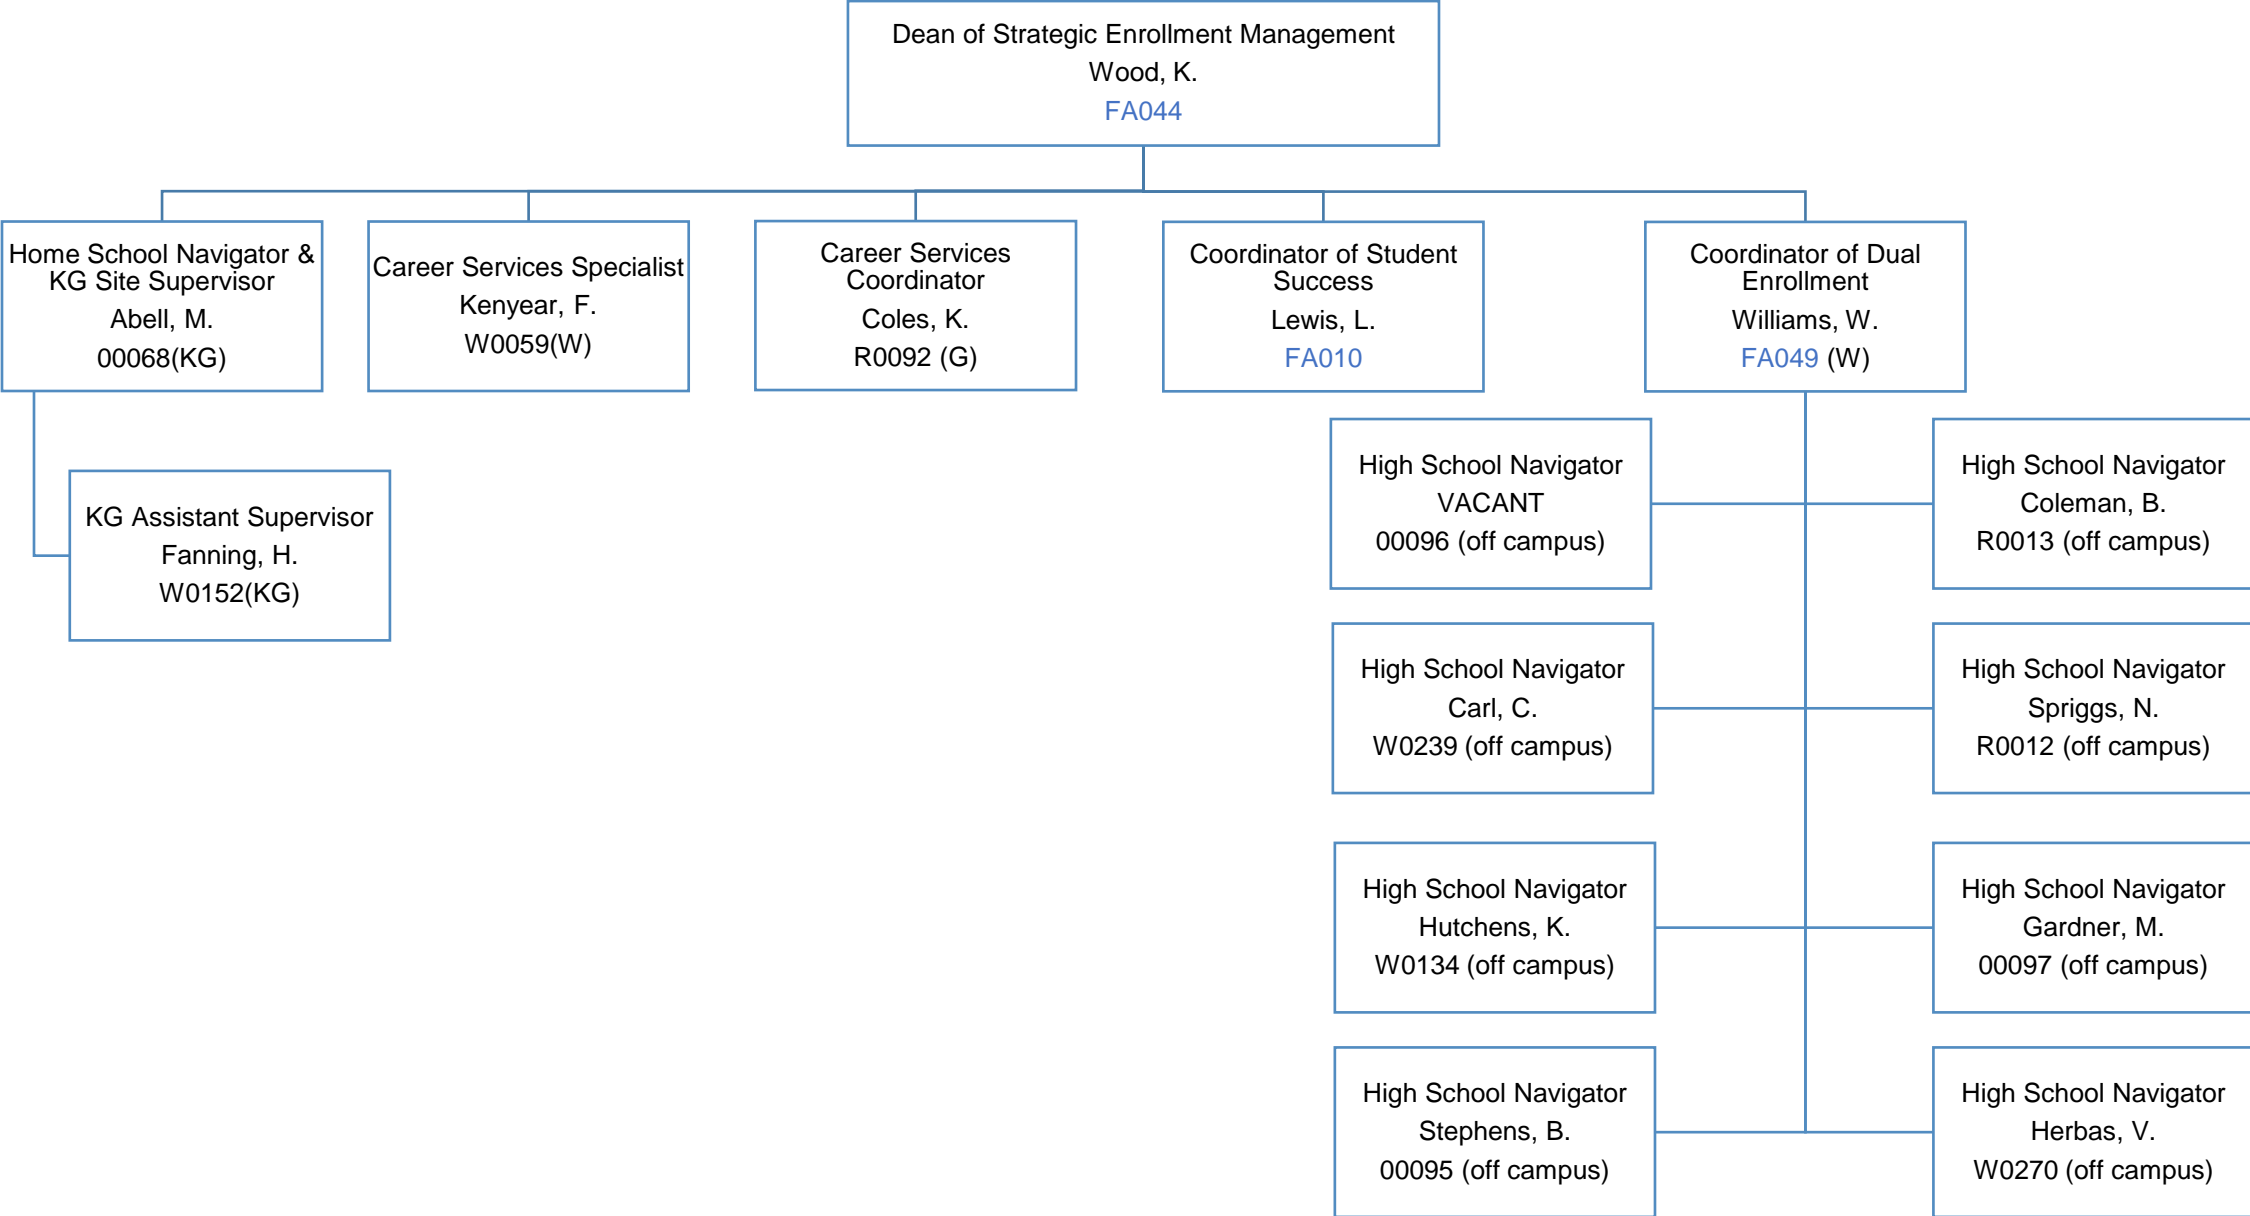 Dean of Strategic Enrollment Management
Wood, K.
FA044
Home School Navigator &
KG Site Supervisor
Abell, M.
00068(KG)
Career Services Specialist
Kenyear, F.
W0059(W)
Career Services
Coordinator
Coles, K.
R0092 (G)
Coordinator of Student
Success
Lewis, L.
FA010
Coordinator of Dual
Enrollment
Williams, W.
FA049 (W)
KG Assistant Supervisor
Fanning, H.
W0152(KG)
High School Navigator
VACANT
00096 (off campus)
High School Navigator
Coleman, B.
R0013 (off campus)
High School Navigator
Carl, C.
W0239 (off campus)
High School Navigator
Spriggs, N.
R0012 (off campus)
High School Navigator
Hutchens, K.
W0134 (off campus)
High School Navigator
Gardner, M.
00097 (off campus)
High School Navigator
Stephens, B.
00095 (off campus)
High School Navigator
Herbas, V.
W0270 (off campus)